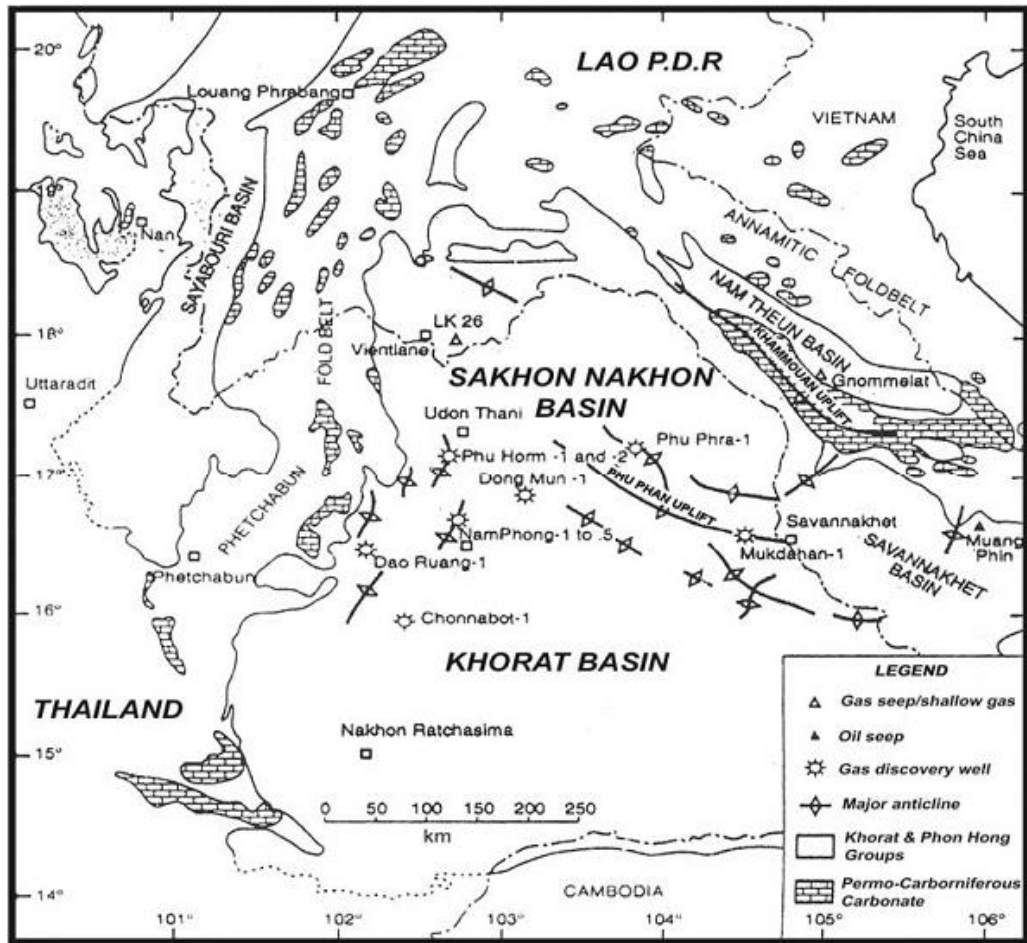 20°
19°
18°
17°
16°
15°
14°
101°
102°
103°
104°
105°
106°
LAO P.D.R
Louang Phrabang
VIETNAM
South
China
Sea
Nan
SAYABOURI BASIN
ANNAMITIC
FOLDBELT
NAM THEUN BASIN
KHAMMOUAN UPLIFT
Gnommelat
LK 26
Vientiane
FOLD BELT
Uttaradit
SAKHON NAKHON
BASIN
Udon Thani
Phu Phra-1
Phu Horm -1 and -2
Dong Mun -1
PHU PHAN UPLIFT
PHETCHABUN
NamPhong-1 to .5
Savannakhet
Mukdahan-1
SAVANNAKHET
BASIN
Muang
Phin
Phetchabun
Dao Ruang-1
Chonnabot-1
KHORAT BASIN
THAILAND
Nakhon Ratchasima
0 50 100 150 200 250
km
CAMBODIA
LEGEND
Gas seep/shallow gas
Oil seep
Gas discovery well
Major anticline
Khorat & Phon Hong
Groups
Permo-Carborniferous
Carbonate